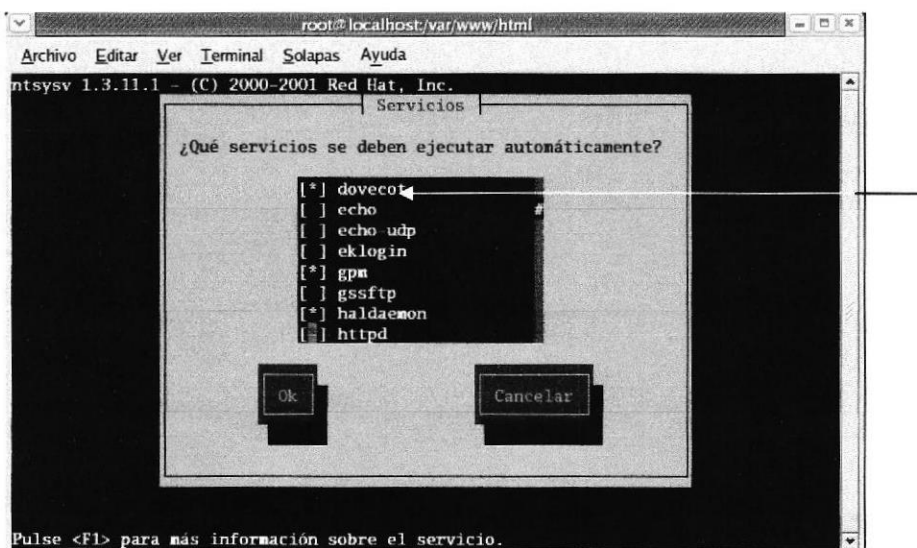 root@localhost:/var/www/html
Archivo Editar Ver Terminal Solapas Ayuda
ntsysv 1.3.11.1 - (C) 2000-2001 Red Hat, Inc.
Servicios
¿Qué servicios se deben ejecutar automáticamente?
[*] dovecot
[ ] echo #
[ ] echo-udp
[ ] eklogin
[*] gpm
[ ] gssftp
[*] haldaemon
[ ] httpd
Ok Cancelar
Pulse <F1> para más información sobre el servicio.